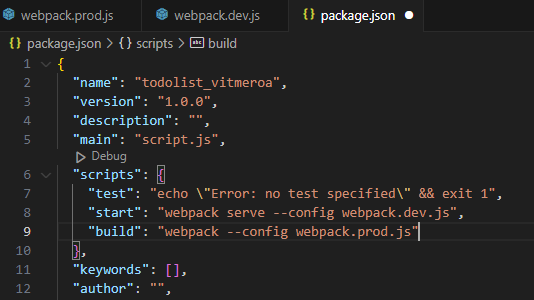 webpack.prod.js webpack.dev.js {} package.json
{} package.json > {} scripts > abc build
1 {
2 "name": "todolist_vitmeroa",
3 "version": "1.0.0",
4 "description": "",
5 "main": "script.js",
Debug
6 "scripts": {
7 "test": "echo \"Error: no test specified\" && exit 1",
8 "start": "webpack serve --config webpack.dev.js",
9 "build": "webpack --config webpack.prod.js"
10 },
11 "keywords": [],
12 "author": "",